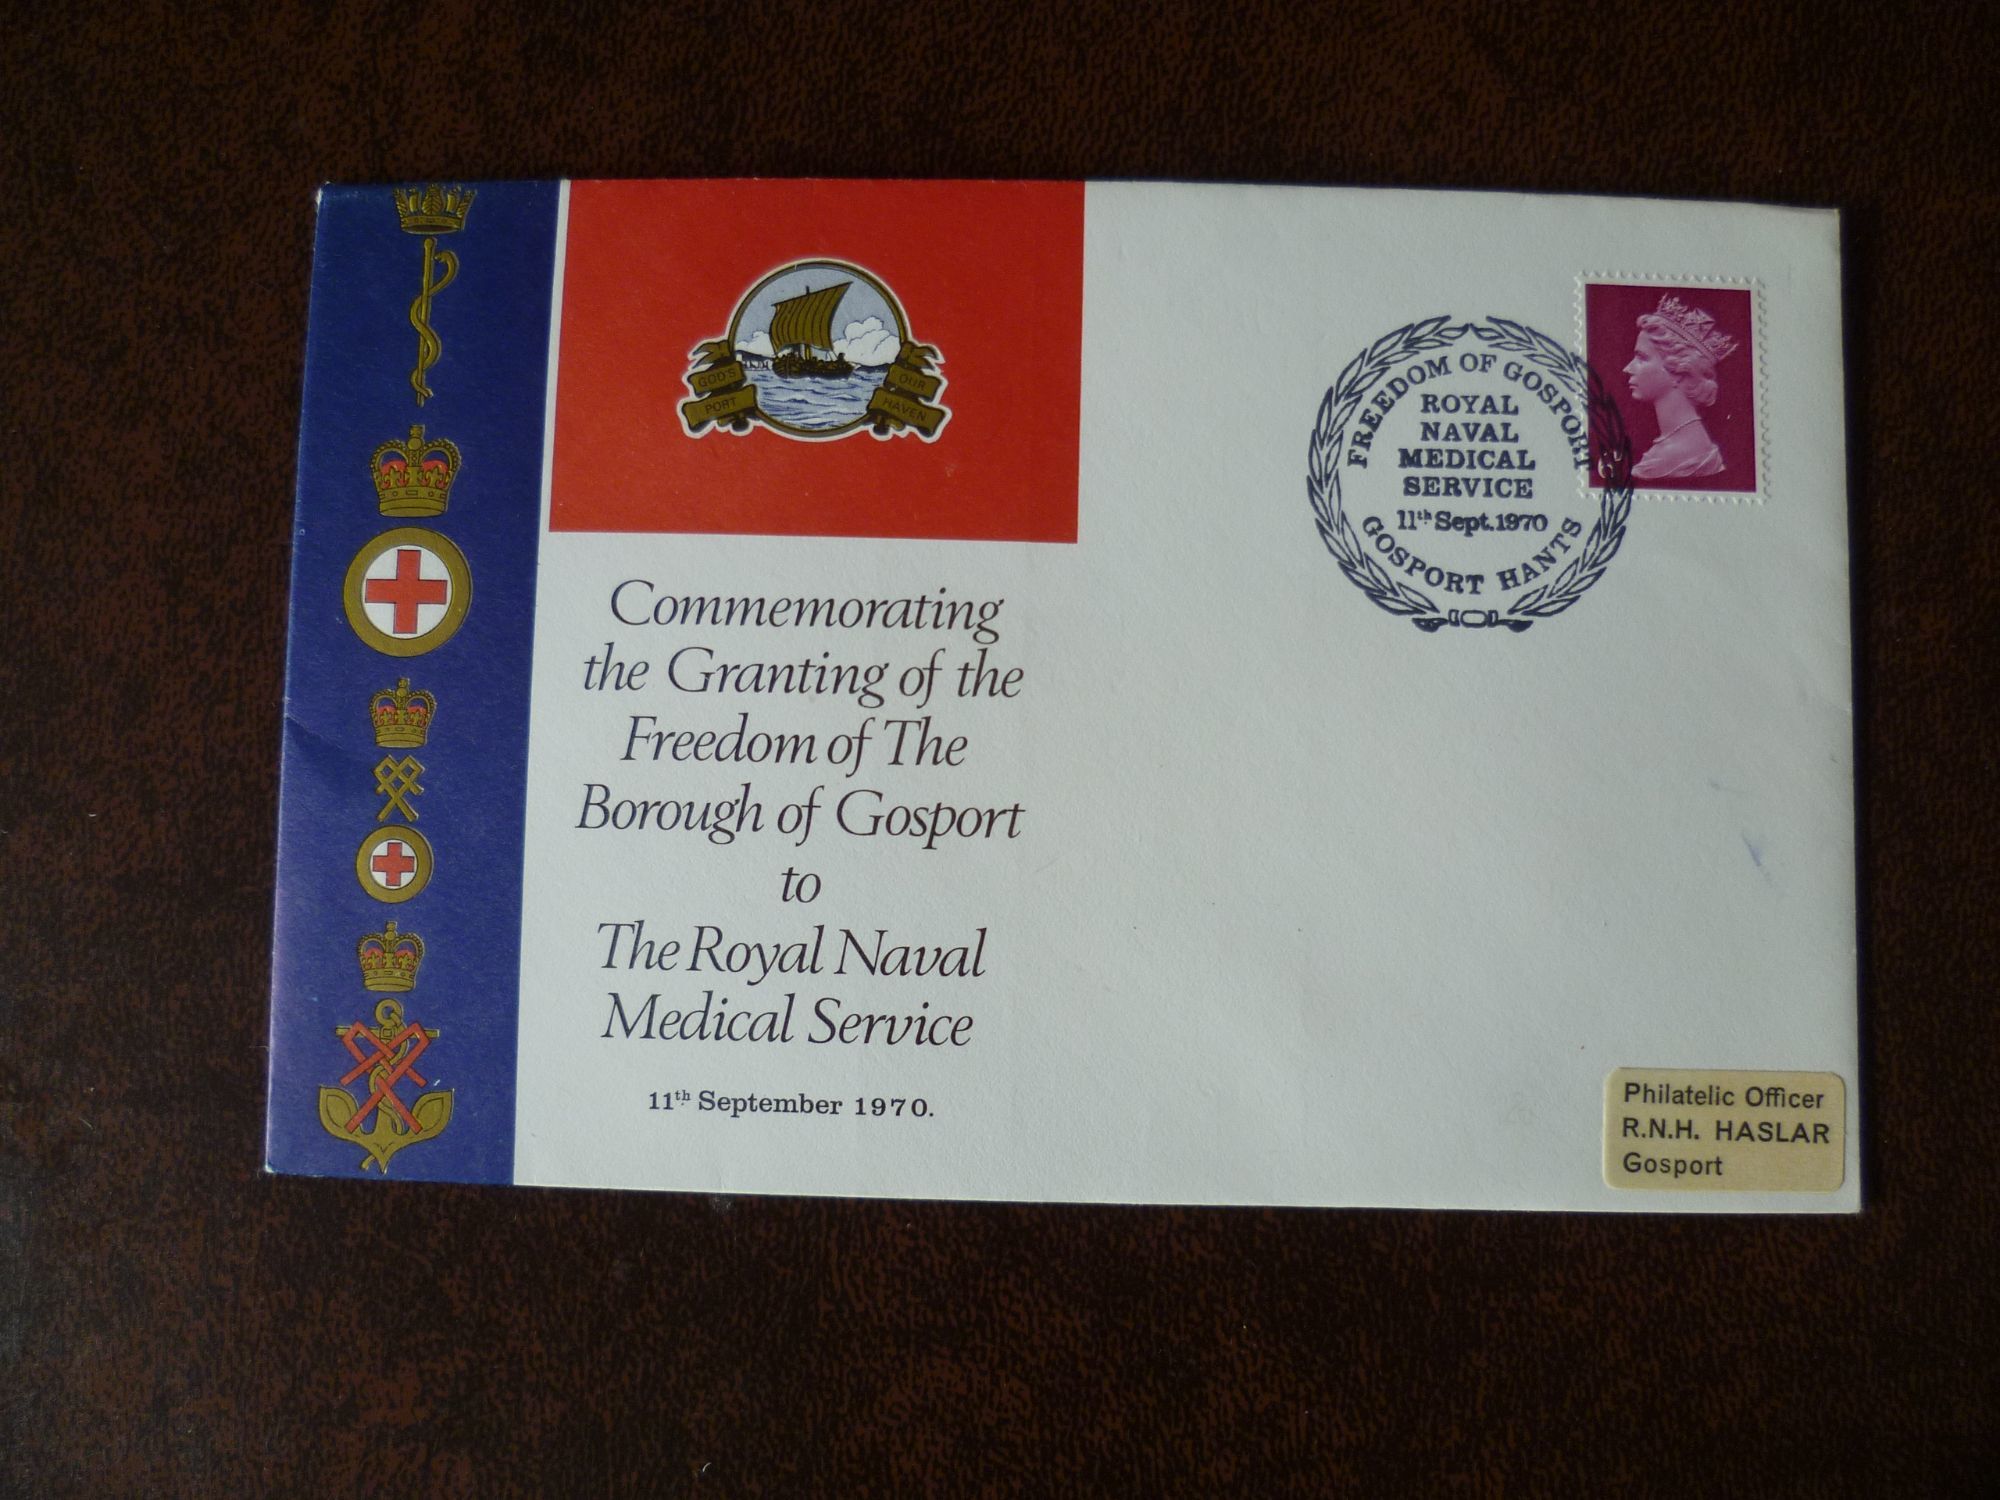 GOD'S
PORT
OUR
HAVEN
Commemorating
the Granting of the
Freedom of The
Borough of Gosport
to
The Royal Naval
Medical Service
11th September 1970.
FREEDOM OF GOSPORT
ROYAL
NAVAL
MEDICAL
SERVICE
11th Sept. 1970
GOSPORT HANTS
Philatelic Officer
R.N.H. HASLAR
Gosport